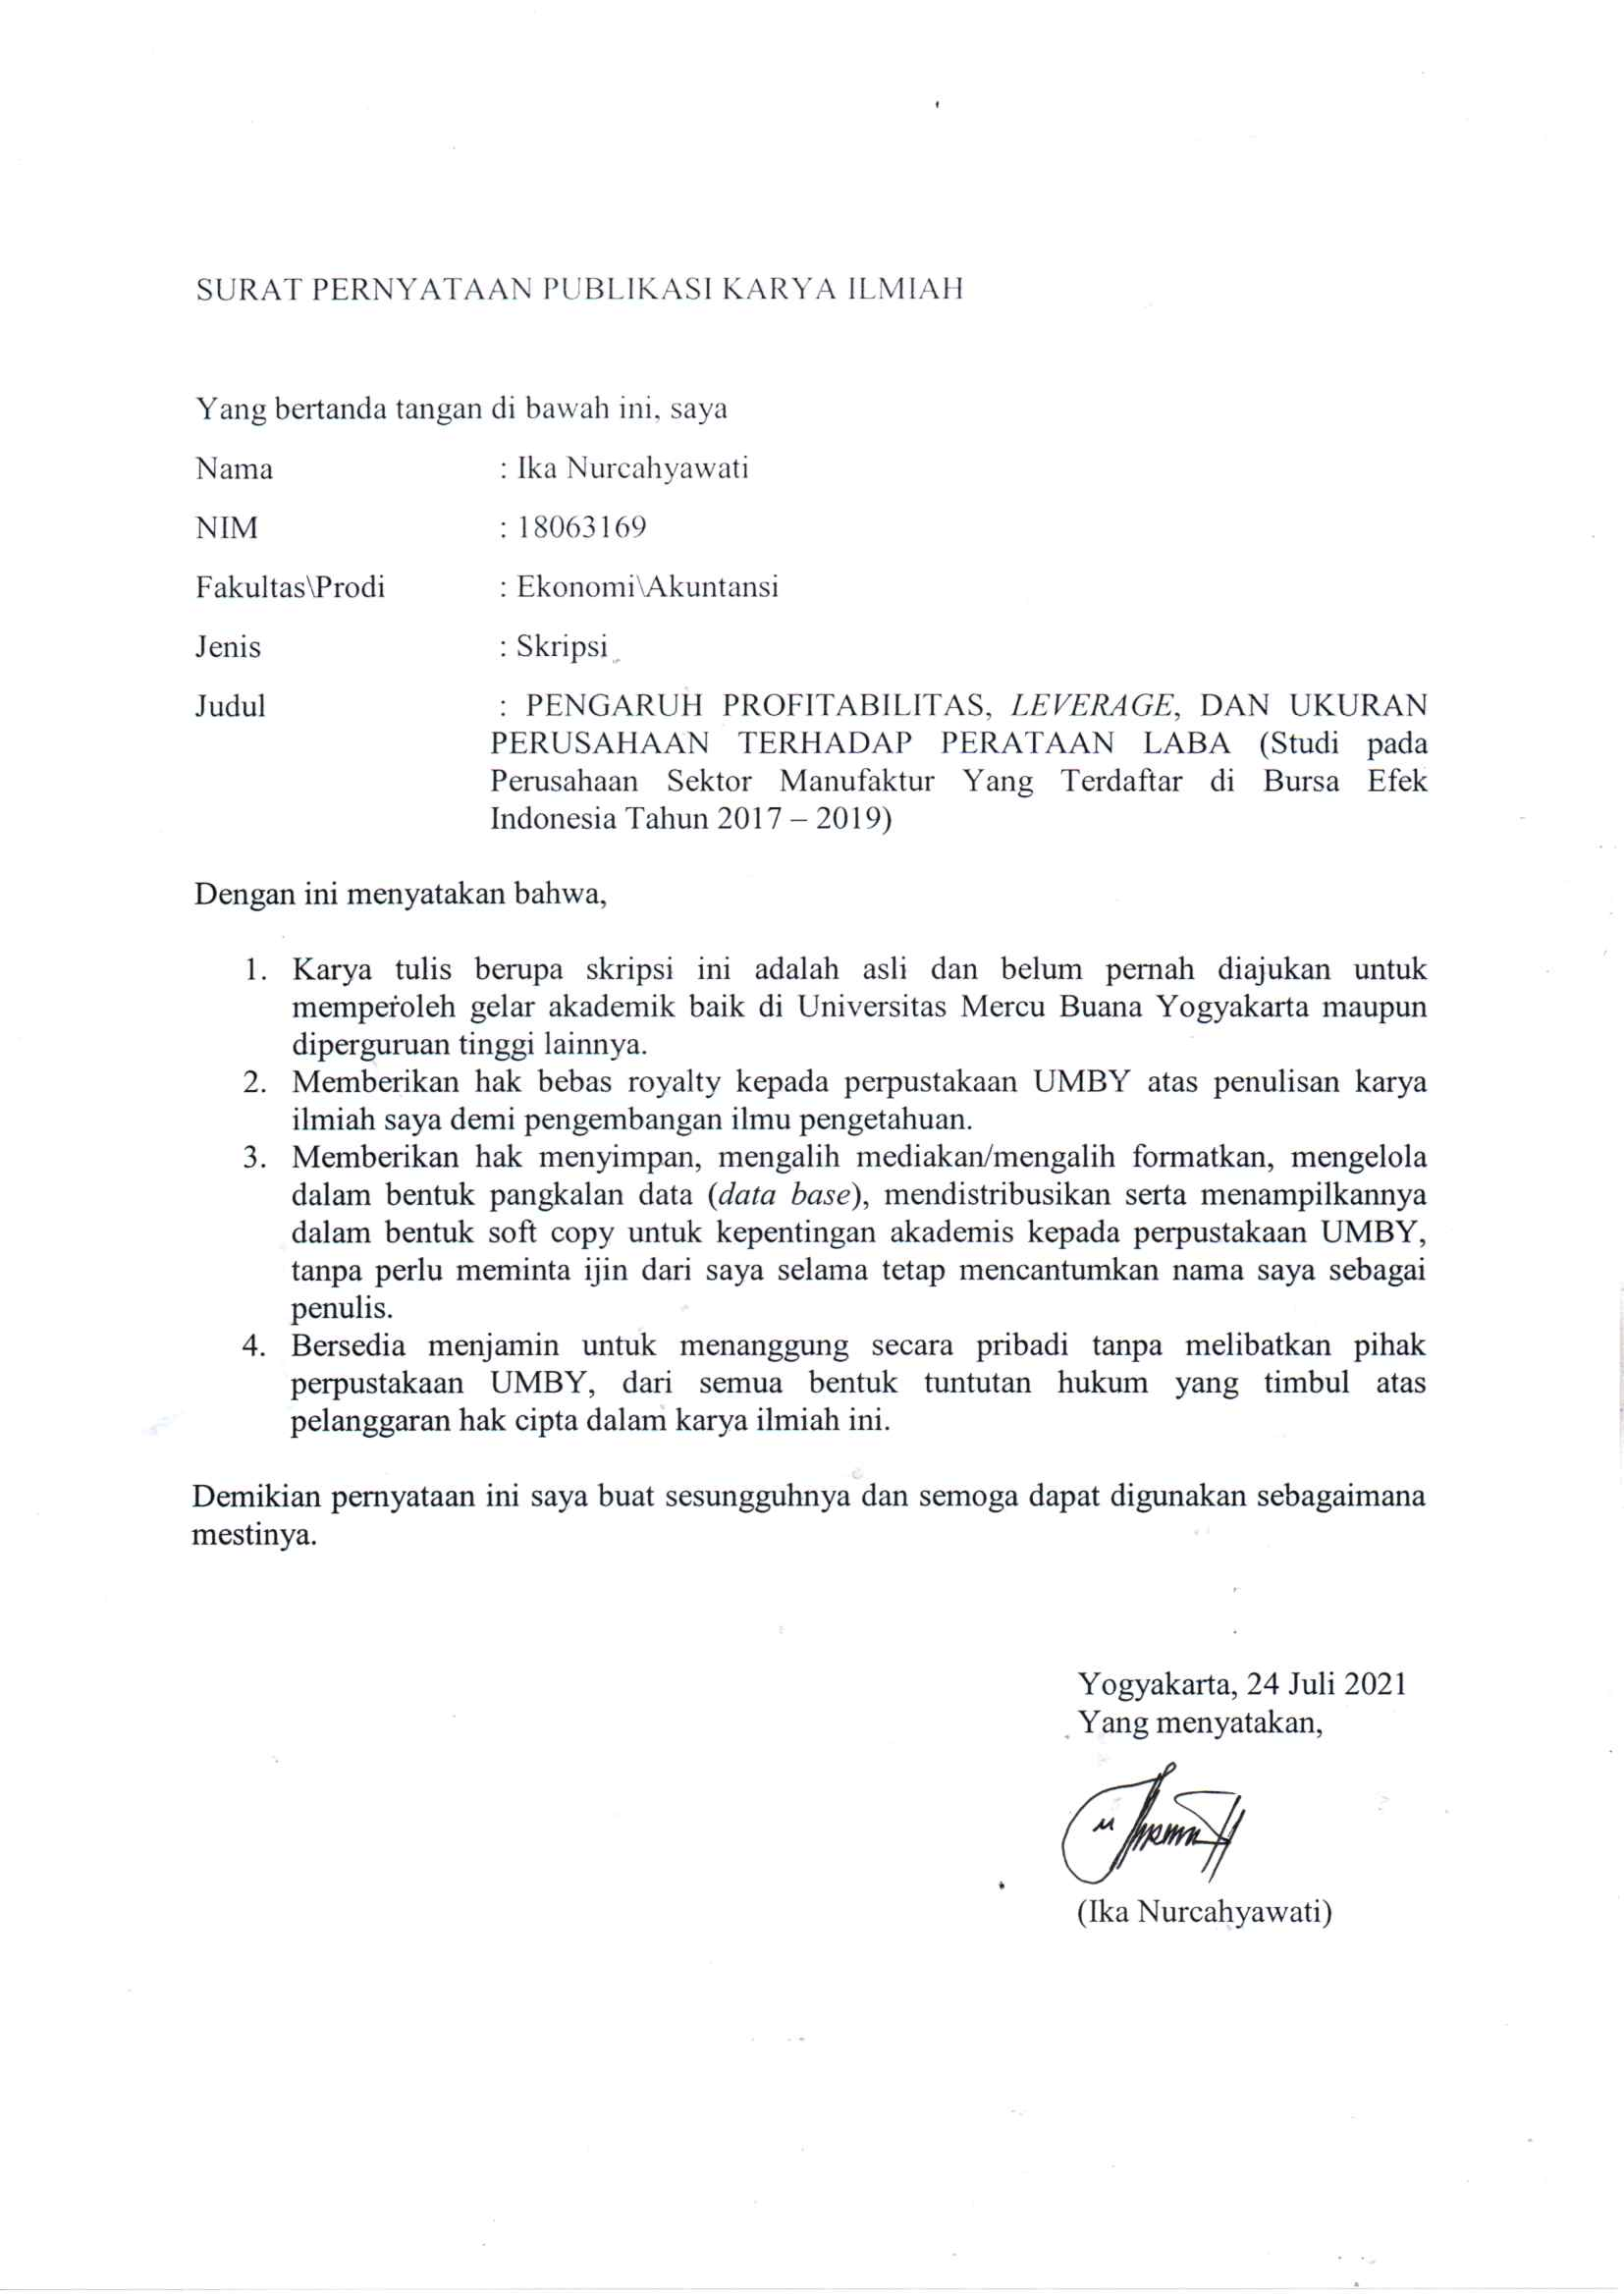 SURAT PERNYATAAN PUBLIKASI KARYA ILMIAH
Yang bertanda tangan di bawah ini, saya
Nama : Ika Nurcahyawati
NIM : 18063169
Fakultas\Prodi : Ekonomi\Akuntansi
Jenis : Skripsi
Judul : PENGARUH PROFITABILITAS, LEVERAGE, DAN UKURAN
PERUSAHAAN TERHADAP PERATAAN LABA (Studi pada
Perusahaan Sektor Manufaktur Yang Terdaftar di Bursa Efek
Indonesia Tahun 2017 – 2019)
Dengan ini menyatakan bahwa,
1. Karya tulis berupa skripsi ini adalah asli dan belum pernah diajukan untuk
memperoleh gelar akademik baik di Universitas Mercu Buana Yogyakarta maupun
diperguruan tinggi lainnya.
2. Memberikan hak bebas royalty kepada perpustakaan UMBY atas penulisan karya
ilmiah saya demi pengembangan ilmu pengetahuan.
3. Memberikan hak menyimpan, mengalih mediakan/mengalih formatkan, mengelola
dalam bentuk pangkalan data (data base), mendistribusikan serta menampilkannya
dalam bentuk soft copy untuk kepentingan akademis kepada perpustakaan UMBY,
tanpa perlu meminta ijin dari saya selama tetap mencantumkan nama saya sebagai
penulis.
4. Bersedia menjamin untuk menanggung secara pribadi tanpa melibatkan pihak
perpustakaan UMBY, dari semua bentuk tuntutan hukum yang timbul atas
pelanggaran hak cipta dalam karya ilmiah ini.
Demikian pernyataan ini saya buat sesungguhnya dan semoga dapat digunakan sebagaimana
mestinya.
Yogyakarta, 24 Juli 2021
Yang menyatakan,
(Ika Nurcahyawati)